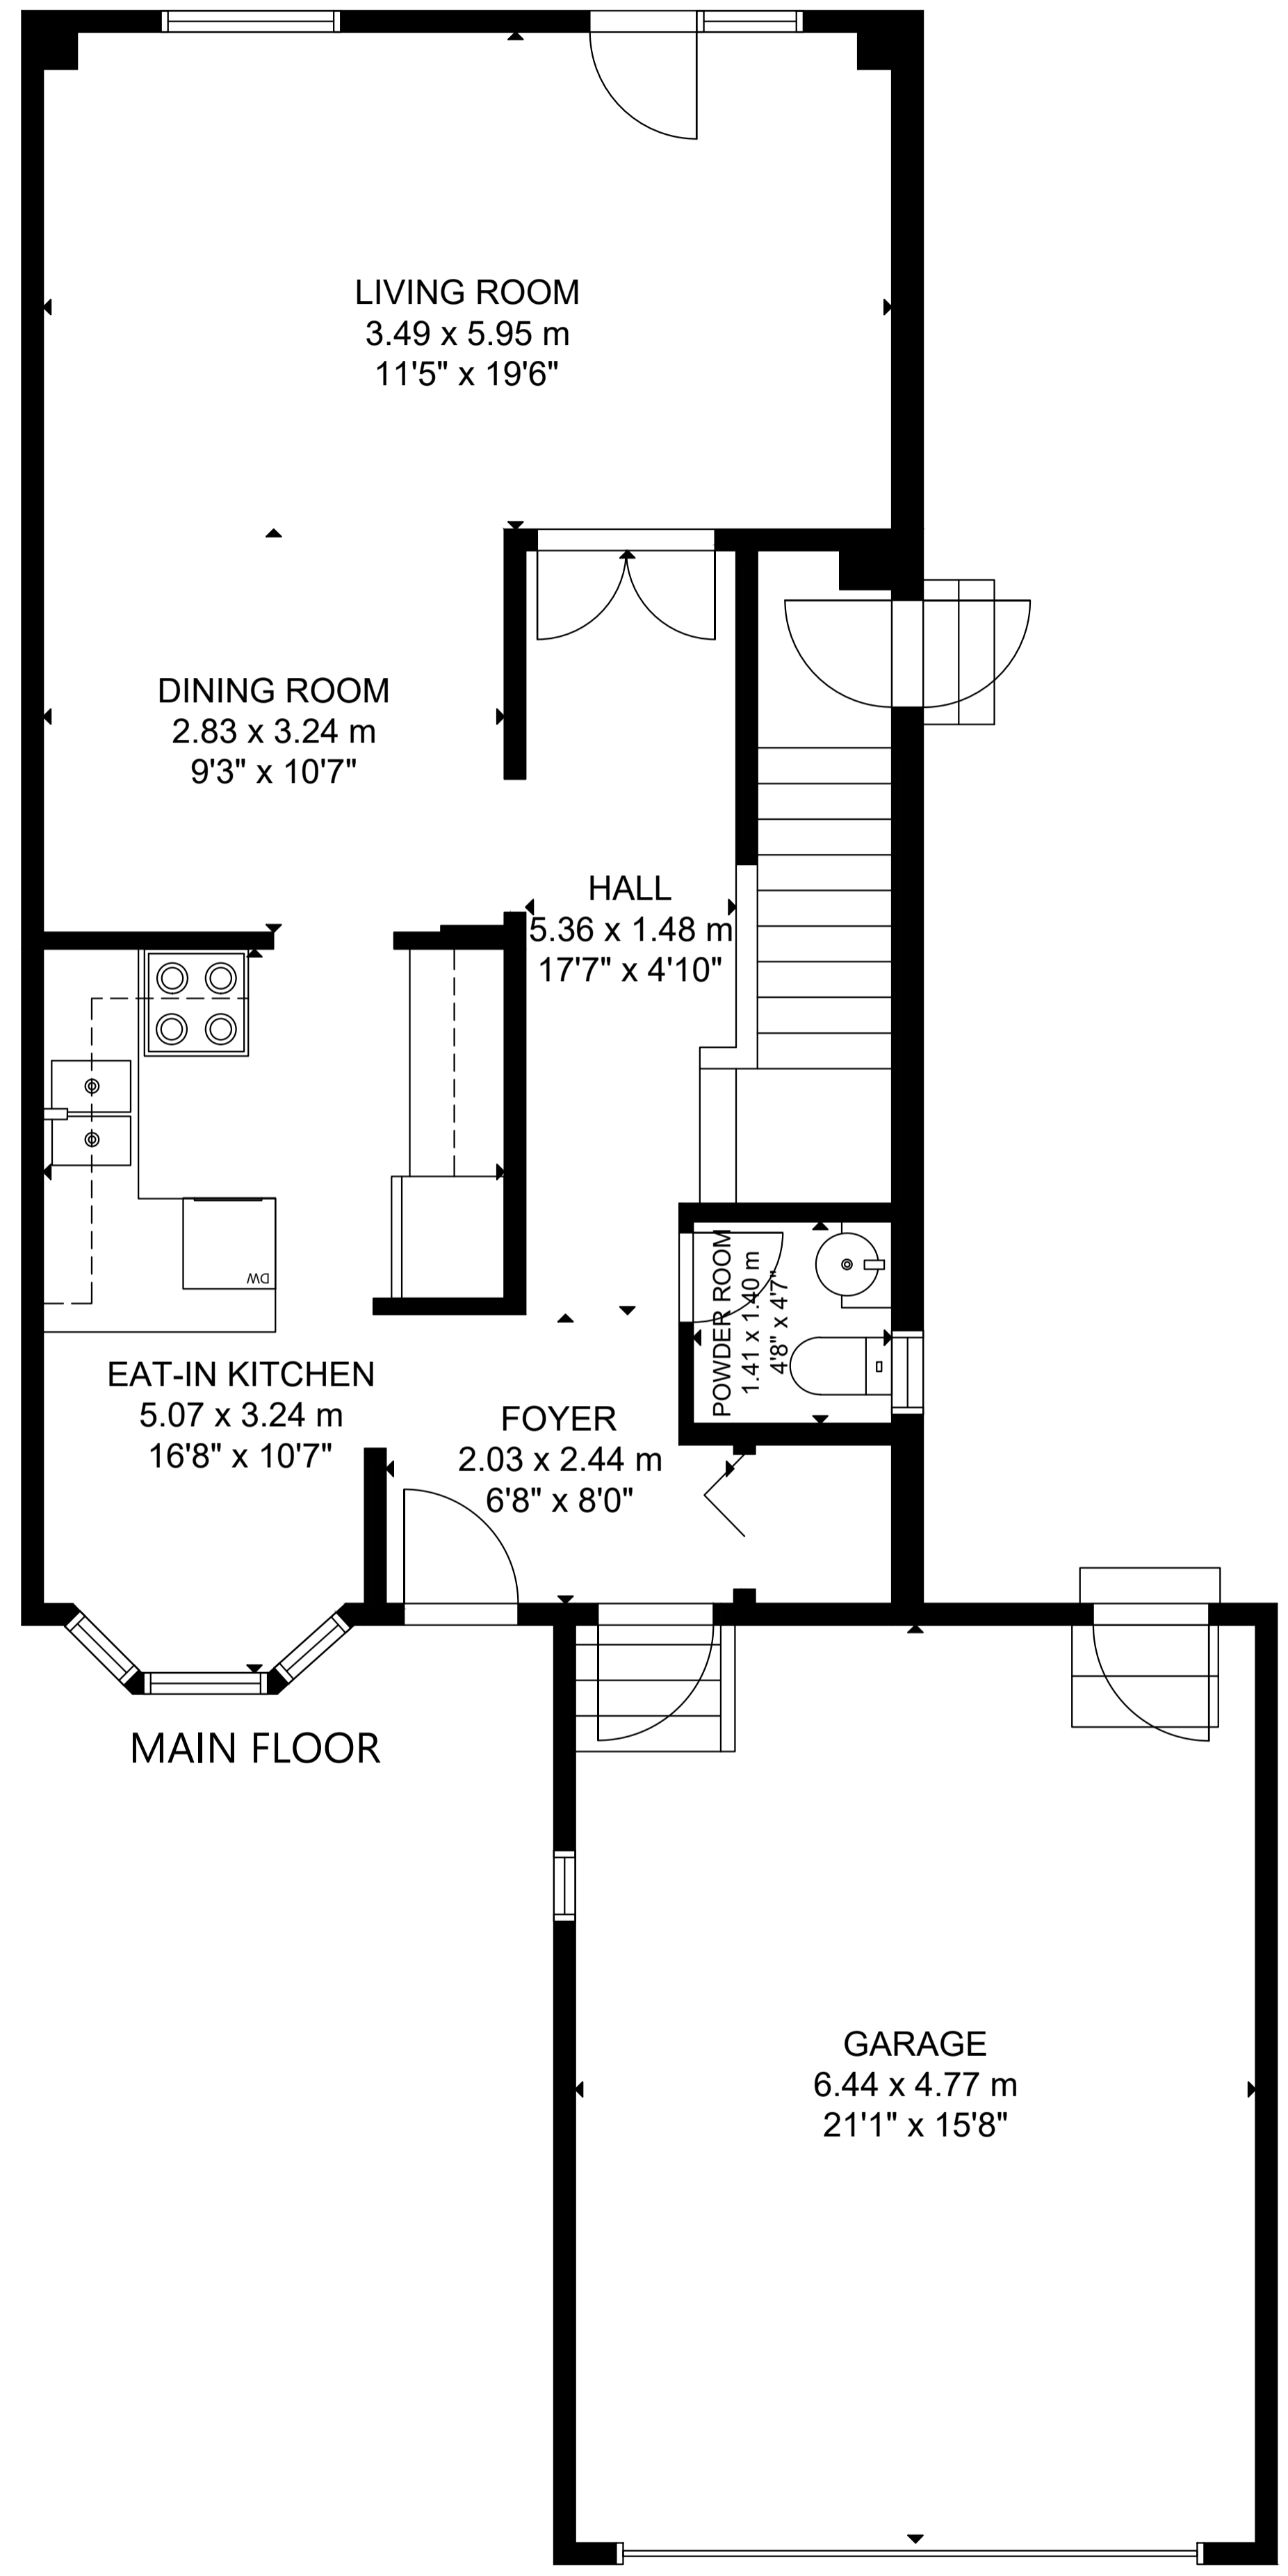 LIVING ROOM
3.49 x 5.95 m
11'5" x 19'6"
DINING ROOM
2.83 x 3.24 m
9'3" x 10'7"
HALL
5.36 x 1.48 m
17'7" x 4'10"
POWDER ROOM
1.41 x 1.40 m
4'8" x 4'7"
DW
EAT-IN KITCHEN
5.07 x 3.24 m
16'8" x 10'7"
FOYER
2.03 x 2.44 m
6'8" x 8'0"
MAIN FLOOR
GARAGE
6.44 x 4.77 m
21'1" x 15'8"